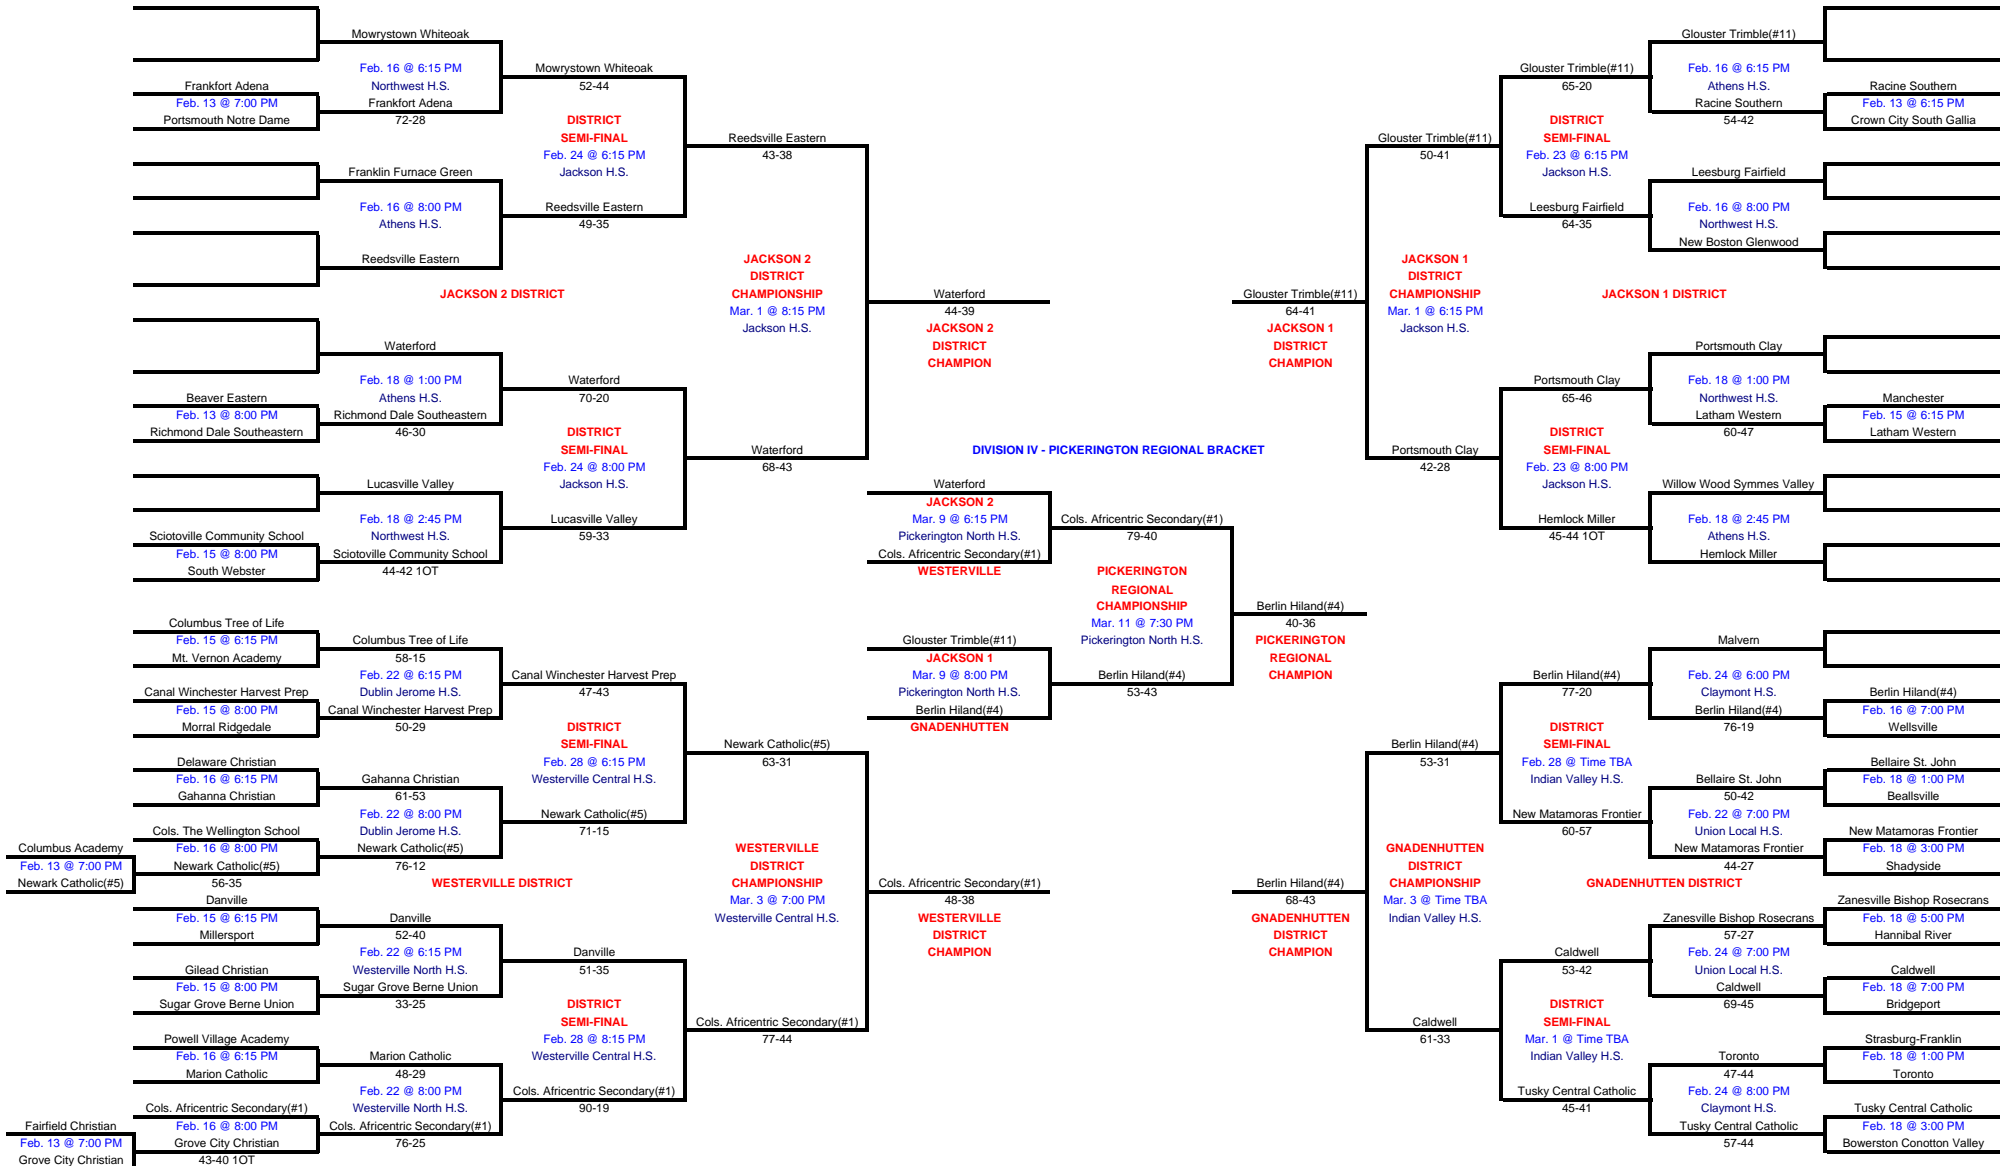 Mowrystown Whiteoak
Feb. 16 @ 6:15 PM
Northwest H.S.
Frankfort Adena
Feb. 13 @ 7:00 PM
Portsmouth Notre Dame
Frankfort Adena
72-28
Mowrystown Whiteoak
52-44
DISTRICT
SEMI-FINAL
Feb. 24 @ 6:15 PM
Jackson H.S.
Franklin Furnace Green
Feb. 16 @ 8:00 PM
Athens H.S.
Reedsville Eastern
Reedsville Eastern
49-35
Reedsville Eastern
43-38
JACKSON 2 DISTRICT
JACKSON 2
DISTRICT
CHAMPIONSHIP
Mar. 1 @ 8:15 PM
Jackson H.S.
Waterford
44-39
JACKSON 2
DISTRICT
CHAMPION
Waterford
Feb. 18 @ 1:00 PM
Athens H.S.
Beaver Eastern
Feb. 13 @ 8:00 PM
Richmond Dale Southeastern
Richmond Dale Southeastern
46-30
Waterford
70-20
DISTRICT
SEMI-FINAL
Feb. 24 @ 8:00 PM
Jackson H.S.
Waterford
68-43
Lucasville Valley
Feb. 18 @ 2:45 PM
Northwest H.S.
Sciotoville Community School
Feb. 15 @ 8:00 PM
South Webster
Sciotoville Community School
44-42 1OT
Lucasville Valley
59-33
Glouster Trimble(#11)
Feb. 16 @ 6:15 PM
Athens H.S.
Racine Southern
Feb. 13 @ 6:15 PM
Crown City South Gallia
Racine Southern
54-42
Glouster Trimble(#11)
65-20
DISTRICT
SEMI-FINAL
Feb. 23 @ 6:15 PM
Jackson H.S.
Leesburg Fairfield
Feb. 16 @ 8:00 PM
Northwest H.S.
New Boston Glenwood
Leesburg Fairfield
64-35
Glouster Trimble(#11)
50-41
JACKSON 1 DISTRICT
JACKSON 1
DISTRICT
CHAMPIONSHIP
Mar. 1 @ 6:15 PM
Jackson H.S.
Glouster Trimble(#11)
64-41
JACKSON 1
DISTRICT
CHAMPION
Portsmouth Clay
Feb. 18 @ 1:00 PM
Northwest H.S.
Manchester
Feb. 15 @ 6:15 PM
Latham Western
Latham Western
60-47
Portsmouth Clay
65-46
DISTRICT
SEMI-FINAL
Feb. 23 @ 8:00 PM
Jackson H.S.
Portsmouth Clay
42-28
Willow Wood Symmes Valley
Feb. 18 @ 2:45 PM
Athens H.S.
Hemlock Miller
Hemlock Miller
45-44 1OT
DIVISION IV - PICKERINGTON REGIONAL BRACKET
Waterford
JACKSON 2
Mar. 9 @ 6:15 PM
Pickerington North H.S.
Cols. Africentric Secondary(#1)
WESTERVILLE
Cols. Africentric Secondary(#1)
79-40
PICKERINGTON
REGIONAL
CHAMPIONSHIP
Mar. 11 @ 7:30 PM
Pickerington North H.S.
Glouster Trimble(#11)
JACKSON 1
Mar. 9 @ 8:00 PM
Pickerington North H.S.
Berlin Hiland(#4)
GNADENHUTTEN
Berlin Hiland(#4)
53-43
Berlin Hiland(#4)
40-36
PICKERINGTON
REGIONAL
CHAMPION
Columbus Tree of Life
Feb. 15 @ 6:15 PM
Mt. Vernon Academy
Columbus Tree of Life
58-15
Feb. 22 @ 6:15 PM
Dublin Jerome H.S.
Canal Winchester Harvest Prep
Feb. 15 @ 8:00 PM
Morral Ridgedale
Canal Winchester Harvest Prep
50-29
Canal Winchester Harvest Prep
47-43
DISTRICT
SEMI-FINAL
Feb. 28 @ 6:15 PM
Westerville Central H.S.
Delaware Christian
Feb. 16 @ 6:15 PM
Gahanna Christian
Gahanna Christian
61-53
Feb. 22 @ 8:00 PM
Dublin Jerome H.S.
Cols. The Wellington School
Feb. 16 @ 8:00 PM
Columbus Academy
Feb. 13 @ 7:00 PM
Newark Catholic(#5)
Newark Catholic(#5)
56-35
Newark Catholic(#5)
76-12
Newark Catholic(#5)
71-15
Newark Catholic(#5)
63-31
WESTERVILLE DISTRICT
WESTERVILLE
DISTRICT
CHAMPIONSHIP
Mar. 3 @ 7:00 PM
Westerville Central H.S.
Cols. Africentric Secondary(#1)
48-38
WESTERVILLE
DISTRICT
CHAMPION
Danville
Feb. 15 @ 6:15 PM
Millersport
Danville
52-40
Feb. 22 @ 6:15 PM
Westerville North H.S.
Gilead Christian
Feb. 15 @ 8:00 PM
Sugar Grove Berne Union
Sugar Grove Berne Union
33-25
Danville
51-35
DISTRICT
SEMI-FINAL
Feb. 28 @ 8:15 PM
Westerville Central H.S.
Cols. Africentric Secondary(#1)
77-44
Powell Village Academy
Feb. 16 @ 6:15 PM
Marion Catholic
Marion Catholic
48-29
Feb. 22 @ 8:00 PM
Westerville North H.S.
Cols. Africentric Secondary(#1)
Feb. 16 @ 8:00 PM
Fairfield Christian
Feb. 13 @ 7:00 PM
Grove City Christian
Grove City Christian
43-40 1OT
Cols. Africentric Secondary(#1)
76-25
Cols. Africentric Secondary(#1)
90-19
Malvern
Feb. 24 @ 6:00 PM
Claymont H.S.
Berlin Hiland(#4)
Feb. 16 @ 7:00 PM
Wellsville
Berlin Hiland(#4)
76-19
Berlin Hiland(#4)
77-20
DISTRICT
SEMI-FINAL
Feb. 28 @ Time TBA
Indian Valley H.S.
Bellaire St. John
Feb. 18 @ 1:00 PM
Beallsville
Bellaire St. John
50-42
Feb. 22 @ 7:00 PM
Union Local H.S.
New Matamoras Frontier
Feb. 18 @ 3:00 PM
Shadyside
New Matamoras Frontier
44-27
New Matamoras Frontier
60-57
Berlin Hiland(#4)
53-31
GNADENHUTTEN DISTRICT
GNADENHUTTEN
DISTRICT
CHAMPIONSHIP
Mar. 3 @ Time TBA
Indian Valley H.S.
Berlin Hiland(#4)
68-43
GNADENHUTTEN
DISTRICT
CHAMPION
Zanesville Bishop Rosecrans
Feb. 18 @ 5:00 PM
Hannibal River
Zanesville Bishop Rosecrans
57-27
Feb. 24 @ 7:00 PM
Union Local H.S.
Caldwell
Feb. 18 @ 7:00 PM
Bridgeport
Caldwell
69-45
Caldwell
53-42
DISTRICT
SEMI-FINAL
Mar. 1 @ Time TBA
Indian Valley H.S.
Caldwell
61-33
Strasburg-Franklin
Feb. 18 @ 1:00 PM
Toronto
Toronto
47-44
Feb. 24 @ 8:00 PM
Claymont H.S.
Tusky Central Catholic
Feb. 18 @ 3:00 PM
Bowerston Conotton Valley
Tusky Central Catholic
57-44
Tusky Central Catholic
45-41